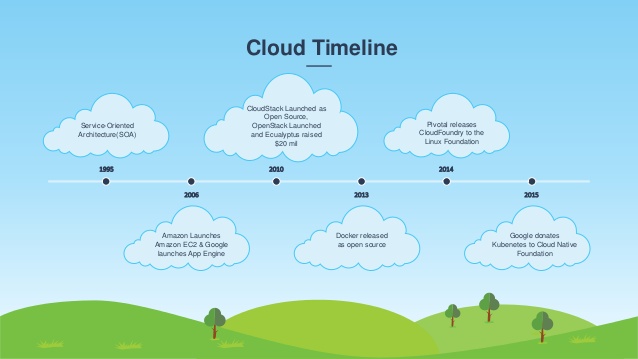 Cloud Timeline
Service-Oriented
Architecture(SOA)
CloudStack Launched as
Open Source,
OpenStack Launched
and Ecualyptus raised
$20 mil
Pivotal releases
CloudFoundry to the
Linux Foundation
1995
2010
2014
2006
2013
2015
Amazon Launches
Amazon EC2 & Google
launches App Engine
Docker released
as open source
Google donates
Kubenetes to Cloud Native
Foundation